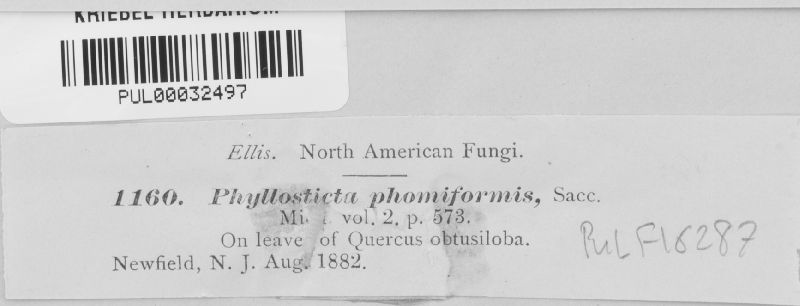 KRIEBEL HERBARIUM
PUL00032497
Ellis. North American Fungi.
1160. Phyllosticta phomiformis, Sacc.
vol. 2. p. 573.
On leave of Quercus obtusiloba.
Newfield, N. J. Aug. 1882.
PUL F16287